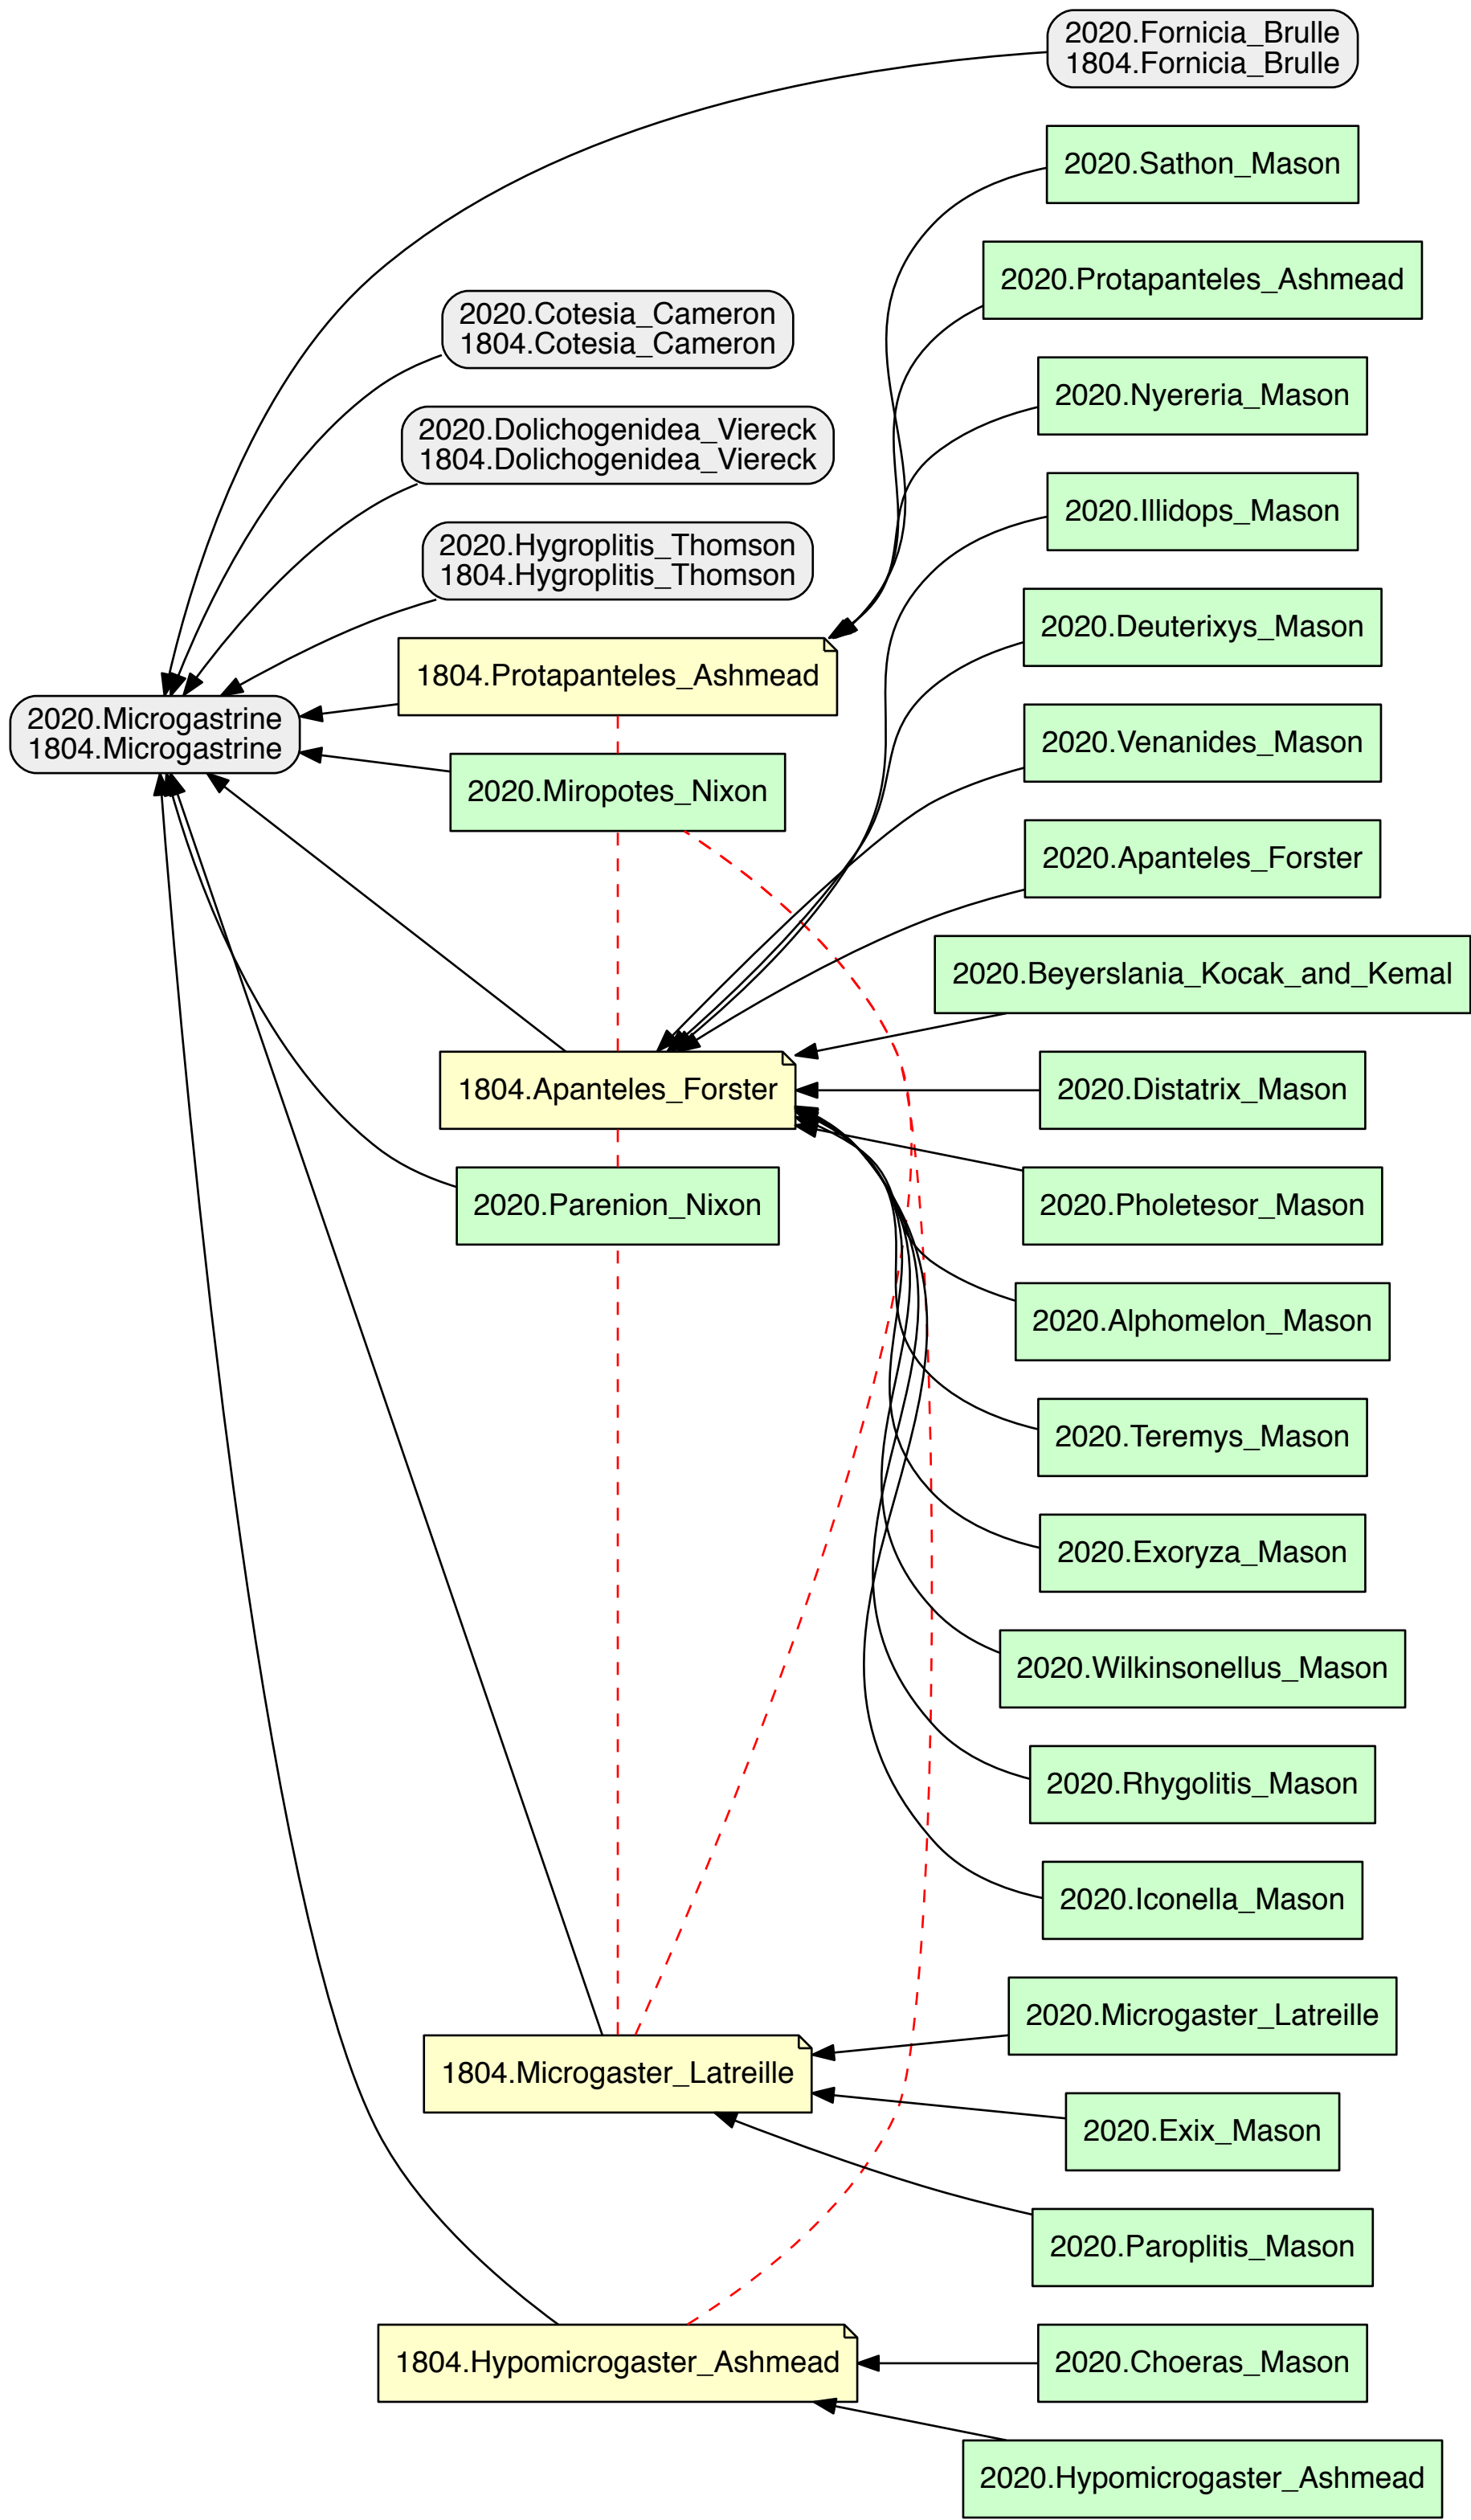 2020.Fornicia_Brulle
1804.Fornicia_Brulle
2020.Sathon_Mason
2020.Protapanteles_Ashmead
2020.Cotesia_Cameron
1804.Cotesia_Cameron
2020.Nyereria_Mason
2020.Dolichogenidea_Viereck
1804.Dolichogenidea_Viereck
2020.Illidops_Mason
2020.Hygroplitis_Thomson
1804.Hygroplitis_Thomson
2020.Deuterixys_Mason
1804.Protapanteles_Ashmead
2020.Microgastrine
1804.Microgastrine
2020.Venanides_Mason
2020.Miropotes_Nixon
2020.Apanteles_Forster
2020.Beyerslania_Kocak_and_Kemal
1804.Apanteles_Forster
2020.Distatrix_Mason
2020.Parenion_Nixon
2020.Pholetesor_Mason
2020.Alphomelon_Mason
2020.Teremys_Mason
2020.Exoryza_Mason
2020.Wilkinsonellus_Mason
2020.Rhygolitis_Mason
2020.Iconella_Mason
2020.Microgaster_Latreille
1804.Microgaster_Latreille
2020.Exix_Mason
2020.Paroplitis_Mason
1804.Hypomicrogaster_Ashmead
2020.Choeras_Mason
2020.Hypomicrogaster_Ashmead